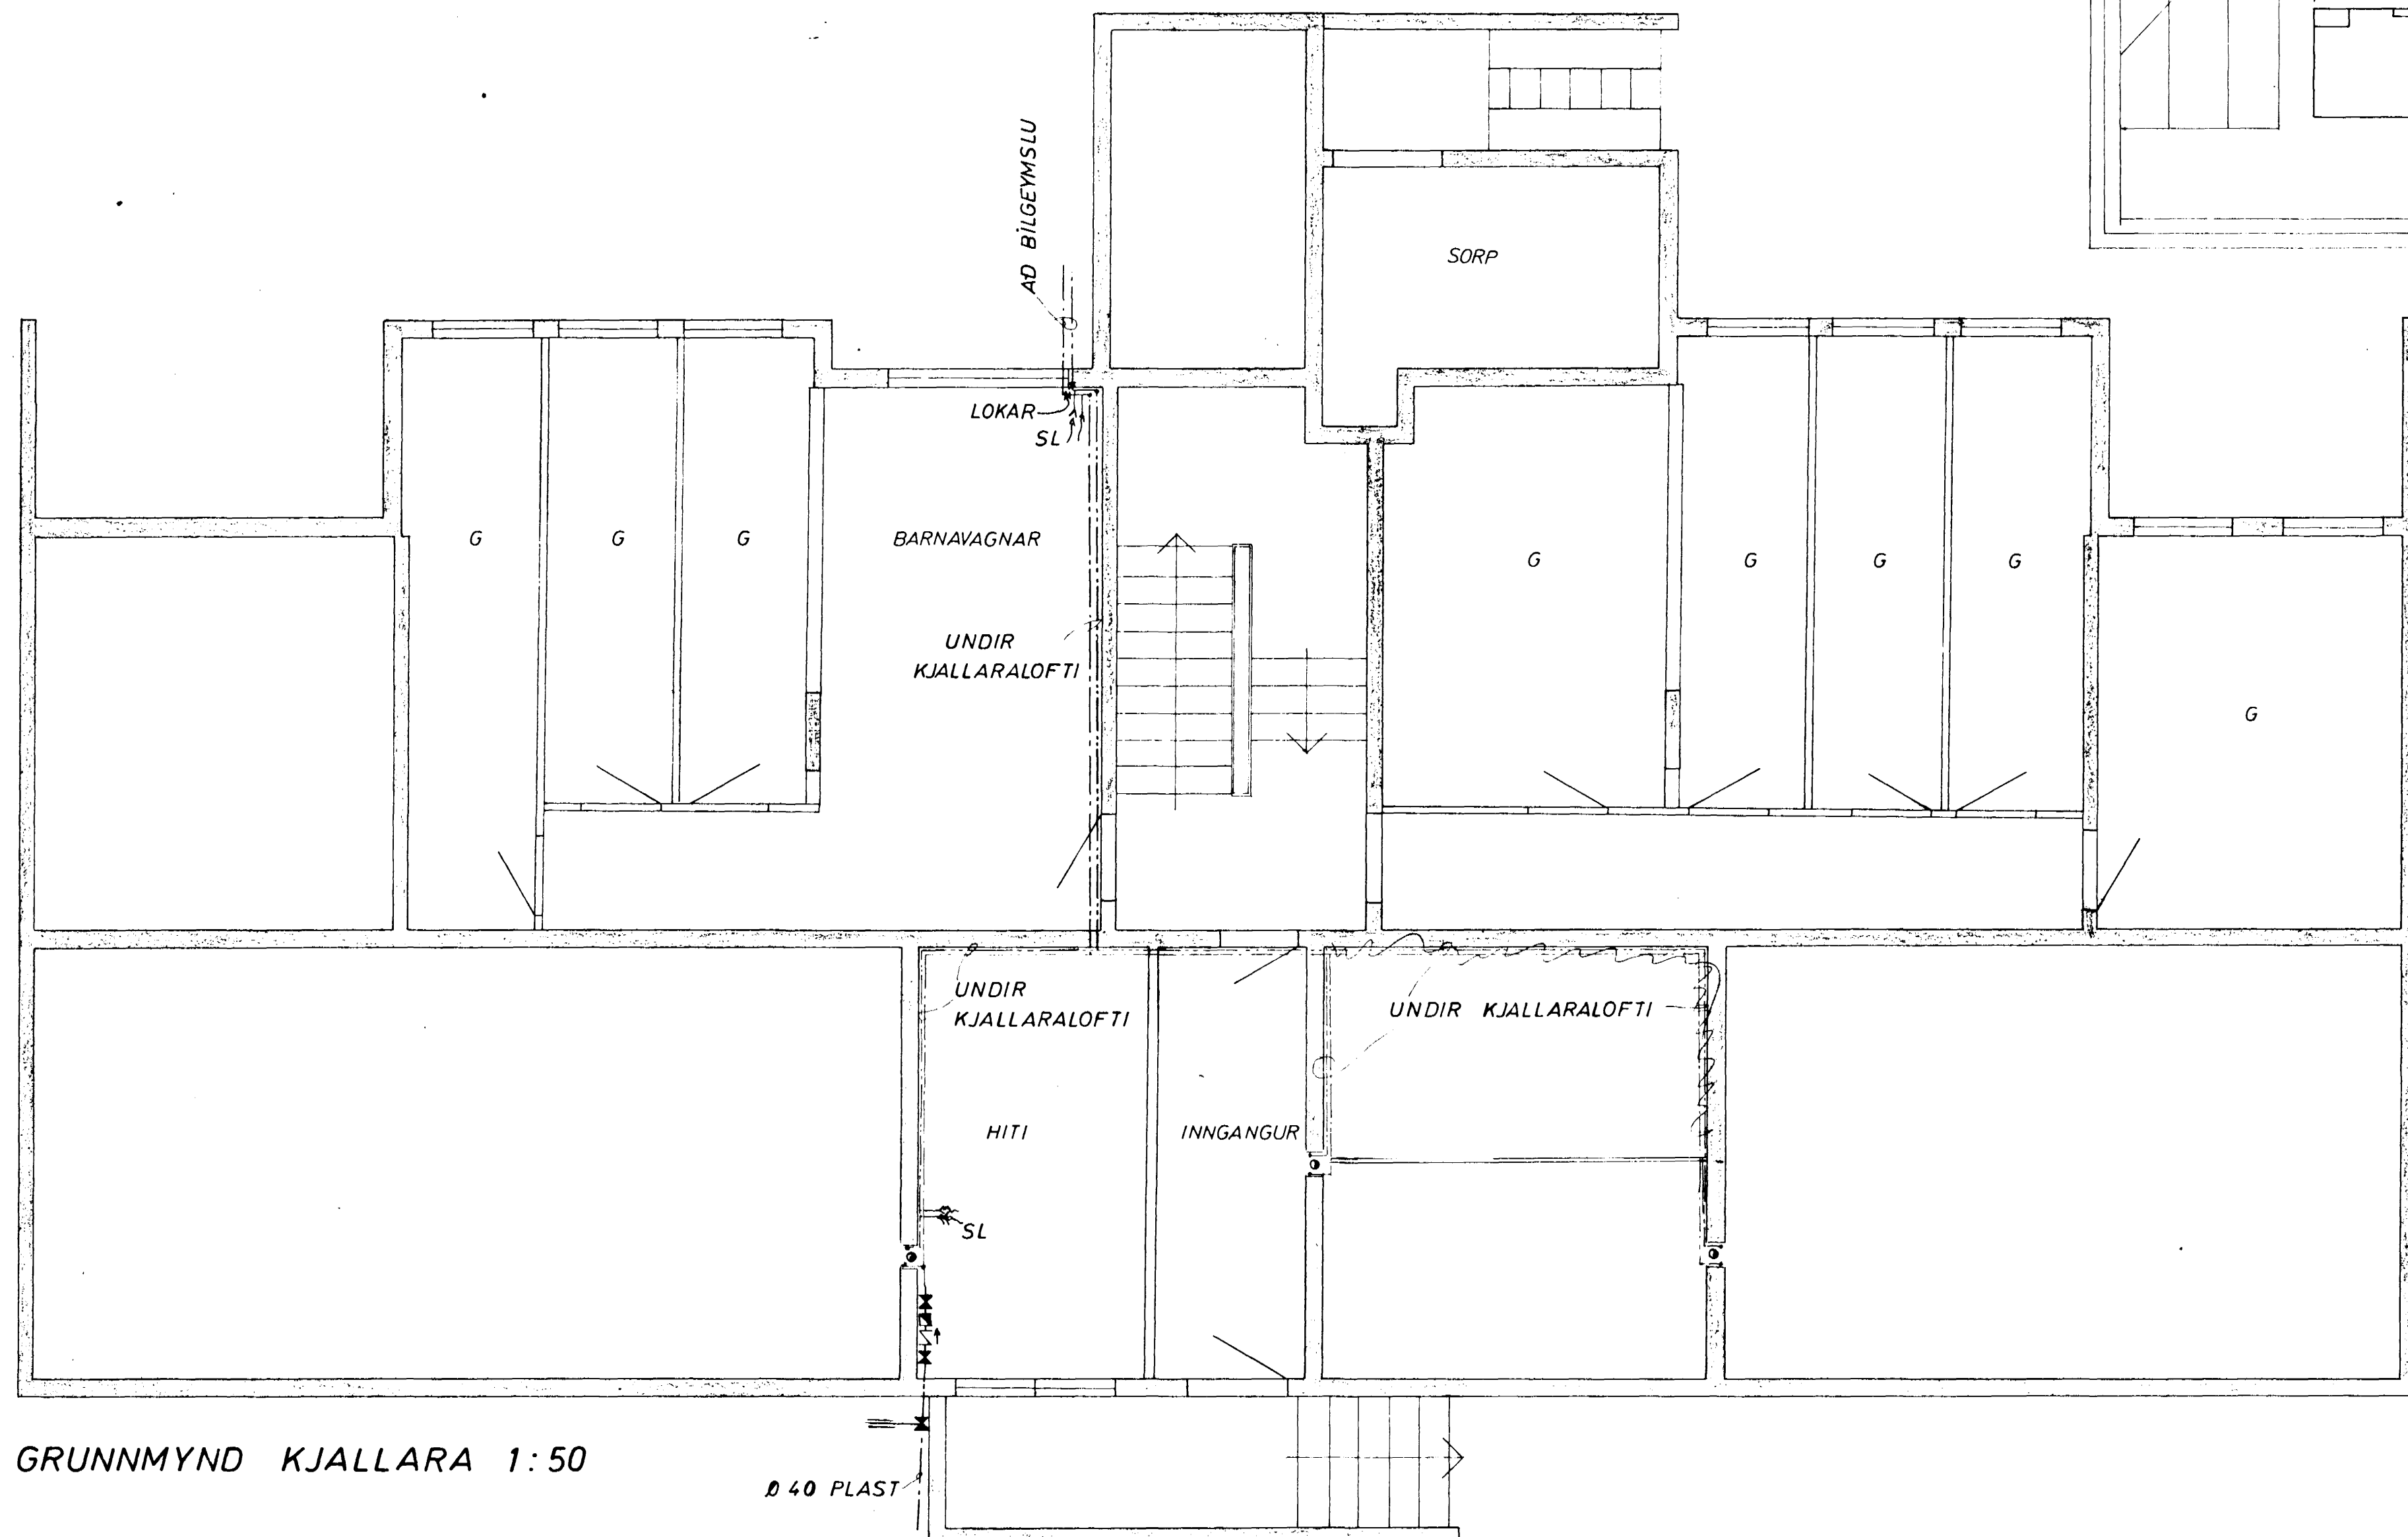 AÐ BÍLGEYMSLU
SORP
LOKAR
SL
G
G
G
BARNAVAGNAR
G
G
G
G
UNDIR
KJALLARALOFTI
G
UNDIR
KJALLARALOFTI
UNDIR KJALLARALOFTI
HITI
INNGANGUR
SL
GRUNNMYND KJALLARA 1:50
Ø 40 PLAST